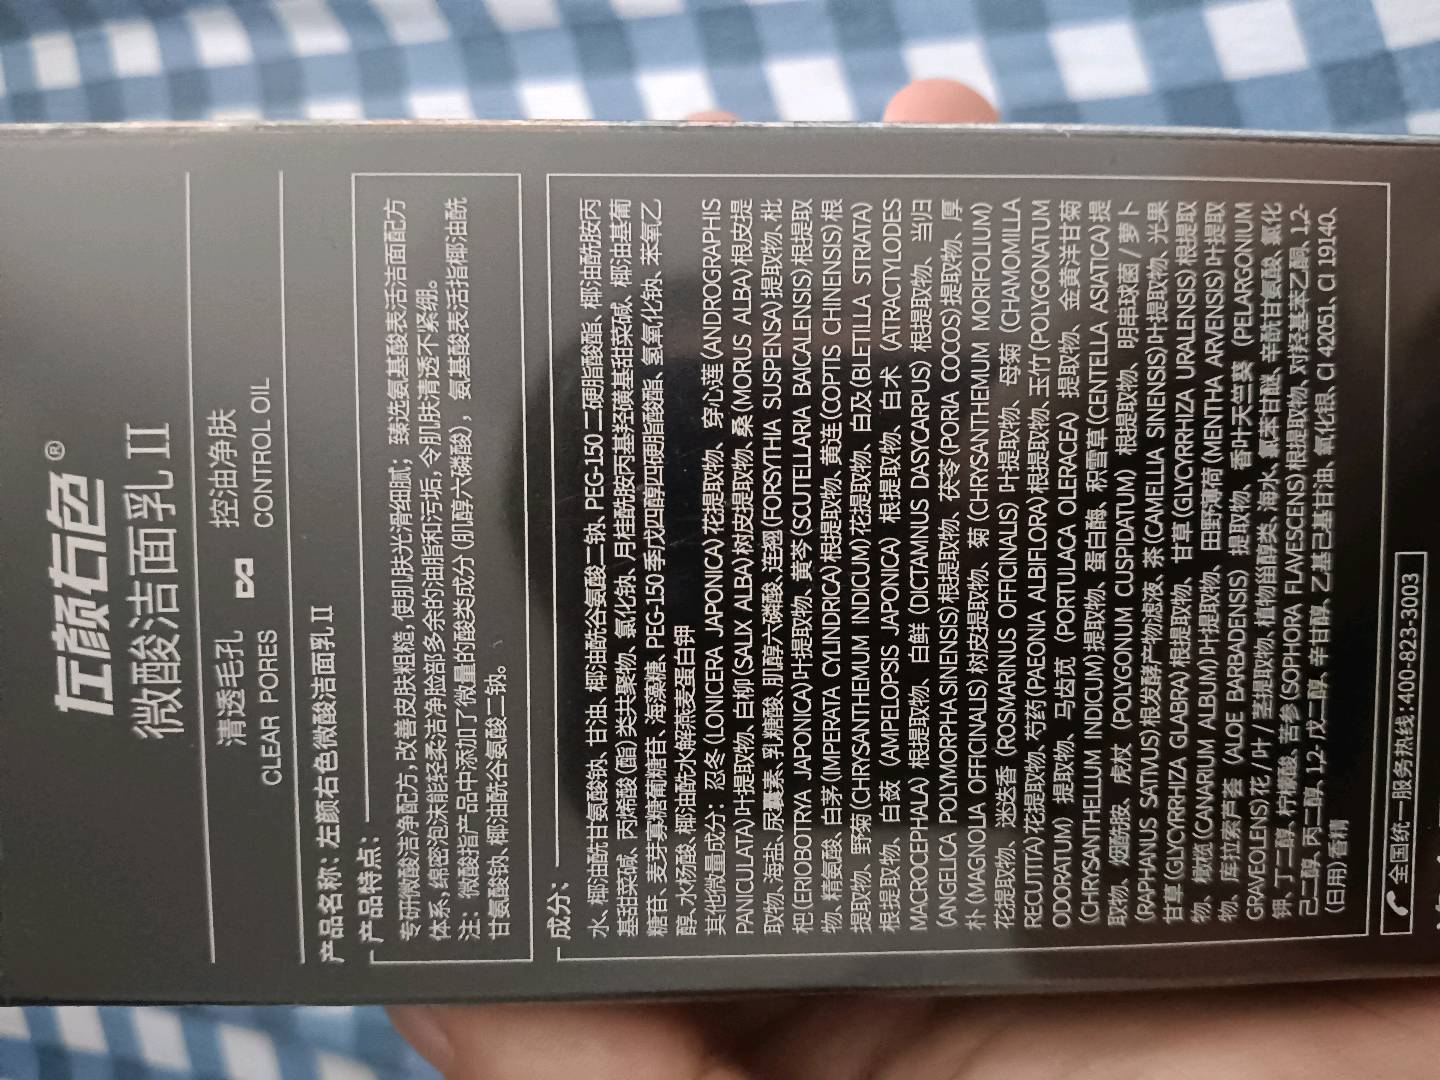 左颜右色®
微酸洁面乳Ⅱ
清透毛孔 控油净肤
CLEAR PORES CONTROL OIL
产品名称：左颜右色微酸洁面乳Ⅱ
产品特点：
专研微酸洁净配方，改善皮肤粗糙，使肌肤光滑细腻；臻选氨基酸表活洁面配方
体系，绵密泡沫能轻柔洁净脸部多余的油脂和污垢，令肌肤清透不紧绷。
注：微酸指产品中添加了微量的酸类成分（肌醇六磷酸），氨基酸表活指椰油酰
甘氨酸钠、椰油酰谷氨酸二钠。
成分：
水、椰油酰甘氨酸钠、甘油、椰油酰谷氨酸二钠、PEG-150 二硬脂酸酯、椰油酰胺丙
基甜菜碱、丙烯酸（酯）类共聚物、氯化钠、月桂酰胺丙基羟磺基甜菜碱、椰油基葡
糖苷、麦芽寡糖葡糖苷、海藻糖、PEG-150 季戊四醇四硬脂酸酯、氢氧化钠、苯氧乙
醇、水杨酸、椰油酰水解燕麦蛋白钾
其他微量成分：忍冬（LONICERA JAPONICA）花提取物、穿心莲（ANDROGRAPHIS
PANICULATA）叶提取物、白柳（SALIX ALBA）树皮提取物、桑（MORUS ALBA）根皮提
取物、海盐、尿囊素、乳糖酸、肌醇六磷酸、连翘（FORSYTHIA SUSPENSA）提取物、枇
杷（ERIOBOTRYA JAPONICA）叶提取物、黄芩（SCUTELLARIA BAICALENSIS）根提取
物、精氨酸、白茅（IMPERATA CYLINDRICA）根提取物、黄连（COPTIS CHINENSIS）根
提取物、野菊（CHRYSANTHEMUM INDICUM）花提取物、白及（BLETILLA STRIATA）
根提取物、白蔹（AMPELOPSIS JAPONICA）根提取物、白术（ATRACTYLODES
MACROCEPHALA）根提取物、白鲜（DICTAMNUS DASYCARPUS）根提取物、当归
（ANGELICA POLYMORPHA SINENSIS）根提取物、茯苓（PORIA COCOS）提取物、厚
朴（MAGNOLIA OFFICINALIS）树皮提取物、菊（CHRYSANTHEMUM MORIFOLIUM）
花提取物、迷迭香（ROSMARINUS OFFICINALIS）叶提取物、母菊（CHAMOMILLA
RECUTITA）花提取物、芍药（PAEONIA ALBIFLORA）根提取物、玉竹（POLYGONATUM
ODORATUM）提取物、马齿苋（PORTULACA OLERACEA）提取物、金黄洋甘菊
（CHRYSANTHELLUM INDICUM）提取物、蛋白酶、积雪草（CENTELLA ASIATICA）提
取物、烟酰胺、虎杖（POLYGONUM CUSPIDATUM）根提取物、明串球菌/萝卜
（RAPHANUS SATIVUS）根发酵产物滤液、茶（CAMELLIA SINENSIS）叶提取物、光果
甘草（GLYCYRRHIZA GLABRA）根提取物、甘草（GLYCYRRHIZA URALENSIS）根提取
物、橄榄（CANARIUM ALBUM）叶提取物、田野薄荷（MENTHA ARVENSIS）叶提取
物、库拉索芦荟（ALOE BARBADENSIS）提取物、香叶天竺葵（PELARGONIUM
GRAVEOLENS）花/叶/茎提取物、植物甾醇类、海水、氯苯甘醚、辛酰甘氨酸、氯化
钾、丁二醇、柠檬酸、苦参（SOPHORA FLAVESCENS）根提取物、对羟基苯乙酮、1,2-
己二醇、丙二醇、1,2-戊二醇、辛甘醇、乙基己基甘油、氧化银、CI 42051、CI 19140、
（日用）香精
全国统一服务热线：400-823-3003